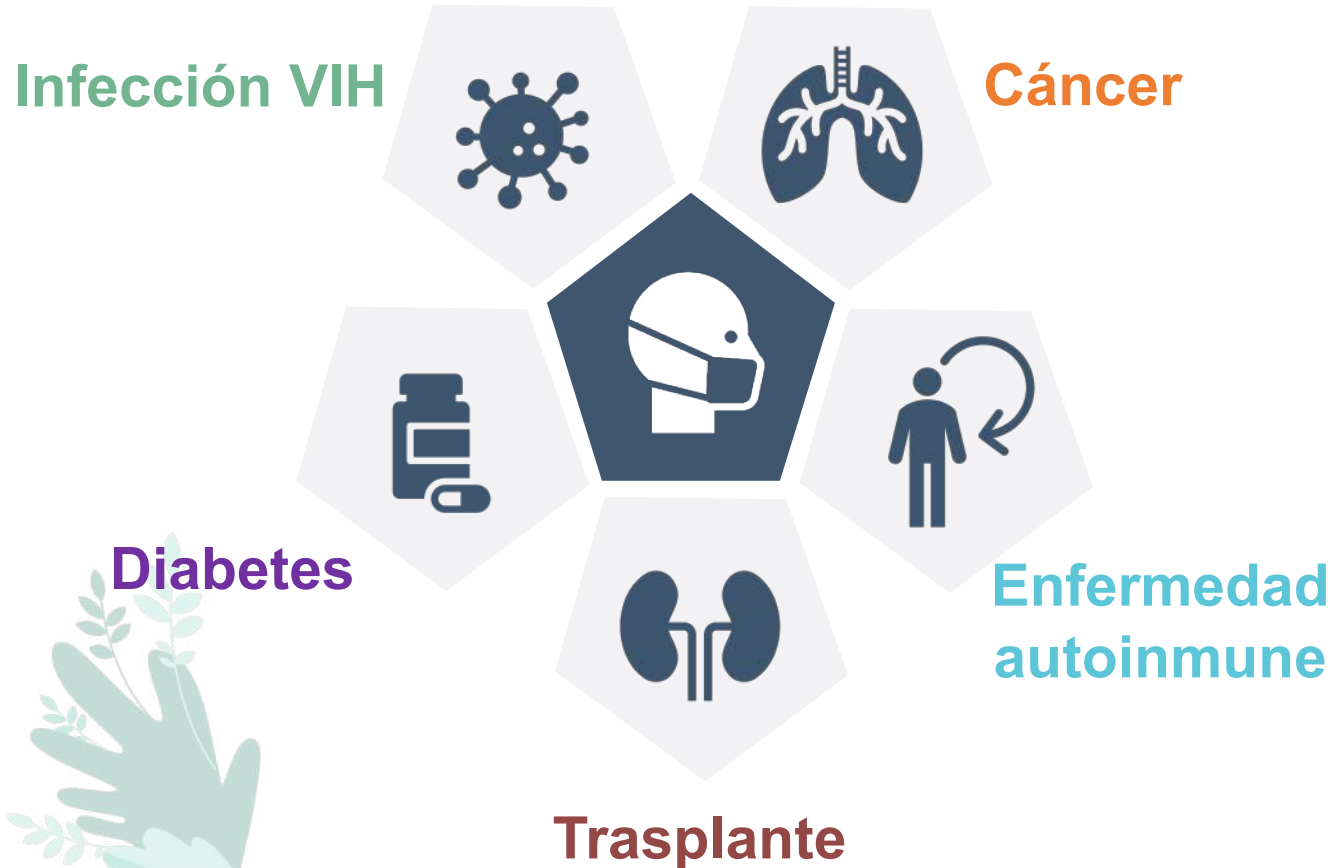 Infección VIH
Cáncer
Diabetes
Enfermedad
autoinmune
Trasplante